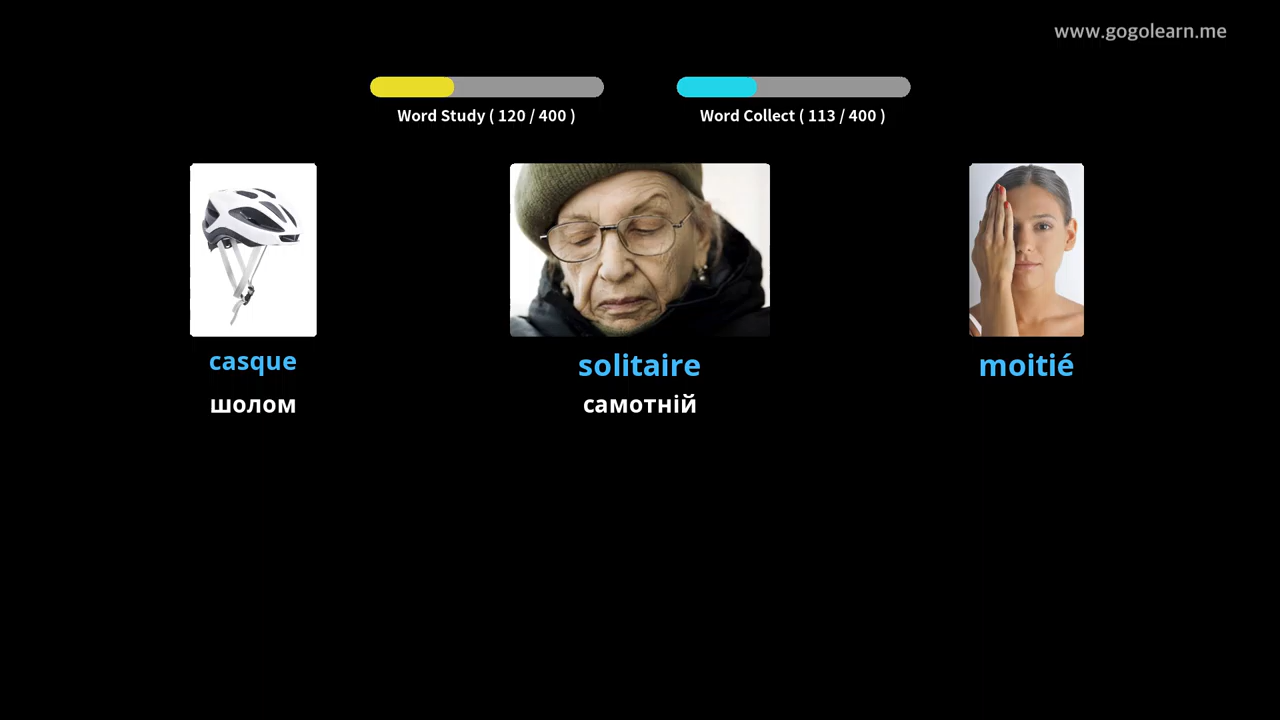 www.gogolearn.me
Word Study ( 120 / 400 )
Word Collect ( 113 / 400 )
casque
solitaire
moitié
шолом
самотній